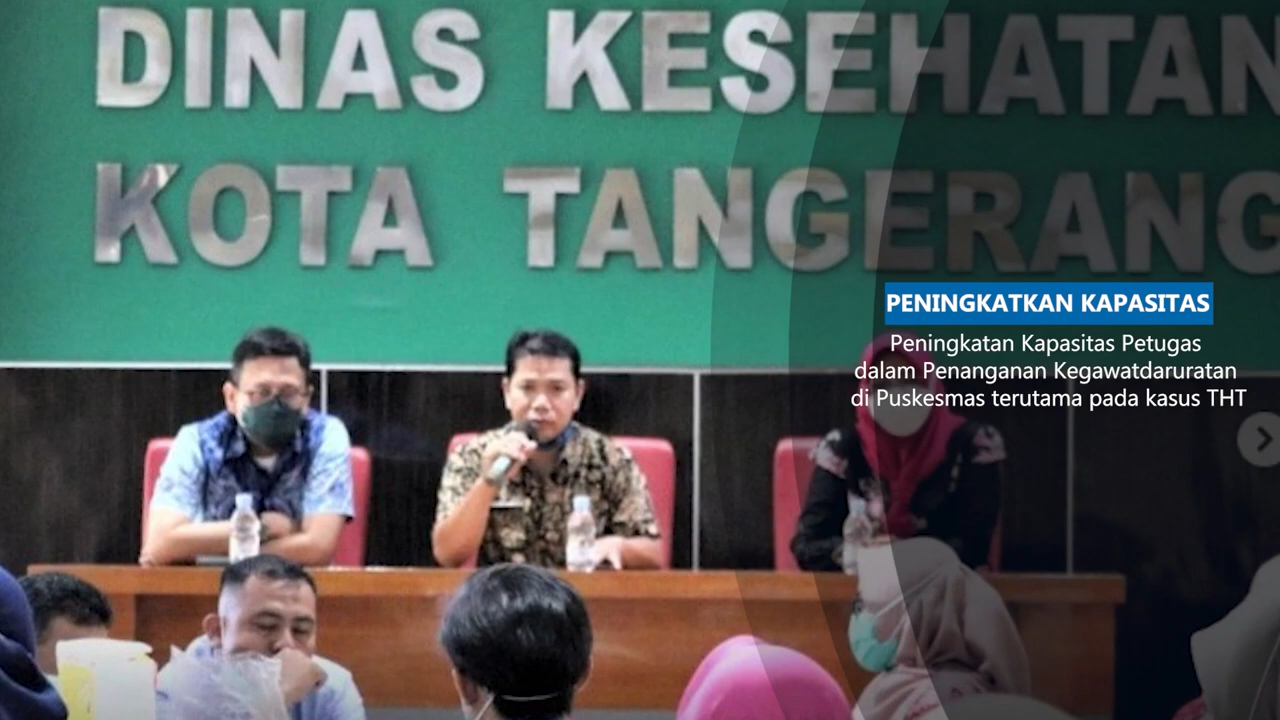 DINAS KESEHATAN
KOTA TANGERANG
PENINGKATKAN KAPASITAS
Peningkatan Kapasitas Petugas
dalam Penanganan Kegawatdaruratan
di Puskesmas terutama pada kasus THT